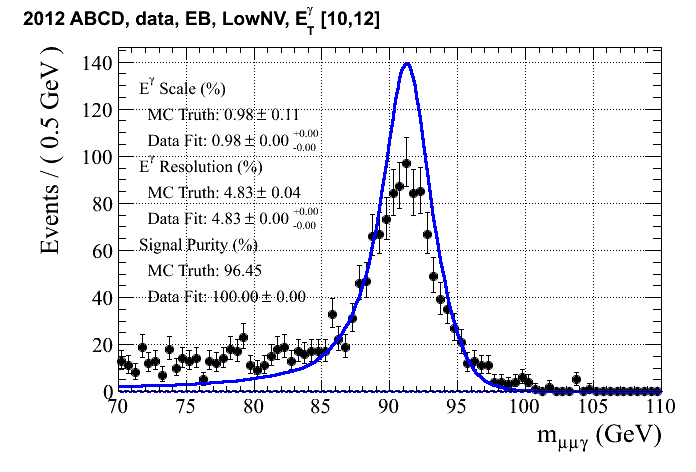 2012 ABCD, data, EB, LowNV, E_T^γ [10,12]
Events / ( 0.5 GeV )
140
120
100
80
60
40
20
0
E^γ Scale (%)
MC Truth: 0.98 ± 0.11
Data Fit: 0.98 ± 0.00 +0.00 -0.00
E^γ Resolution (%)
MC Truth: 4.83 ± 0.04
Data Fit: 4.83 ± 0.00 +0.00 -0.00
Signal Purity (%)
MC Truth: 96.45
Data Fit: 100.00 ± 0.00
70 75 80 85 90 95 100 105 110
m_μμγ (GeV)